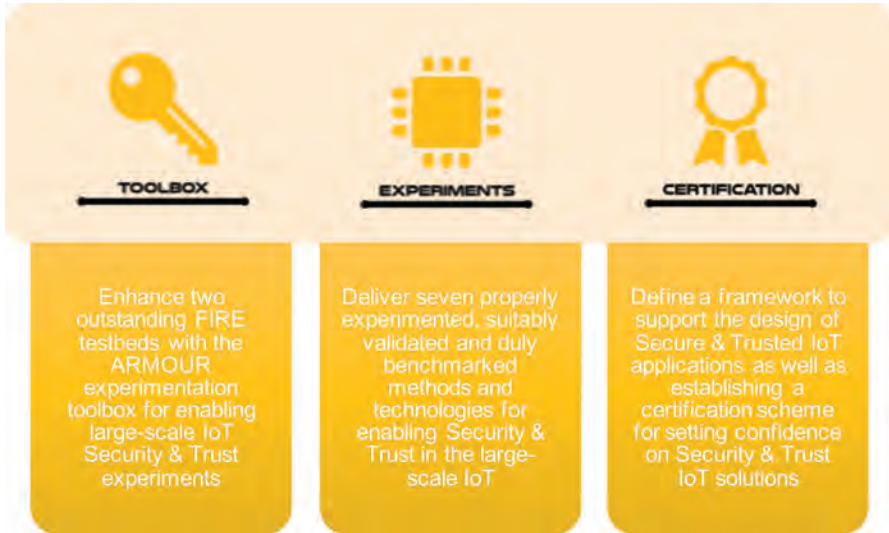 TOOLBOX
Enhance two
outstanding FIRE
testbeds with the
ARMOUR
experimentation
toolbox for enabling
large-scale IoT
Security & Trust
experiments
EXPERIMENTS
Deliver seven properly
experimented, suitably
validated and duly
benchmarked
methods and
technologies for
enabling Security &
Trust in the large-
scale IoT
CERTIFICATION
Define a framework to
support the design of
Secure & Trusted IoT
applications as well as
establishing a
certification scheme
for setting confidence
on Security & Trust
IoT solutions